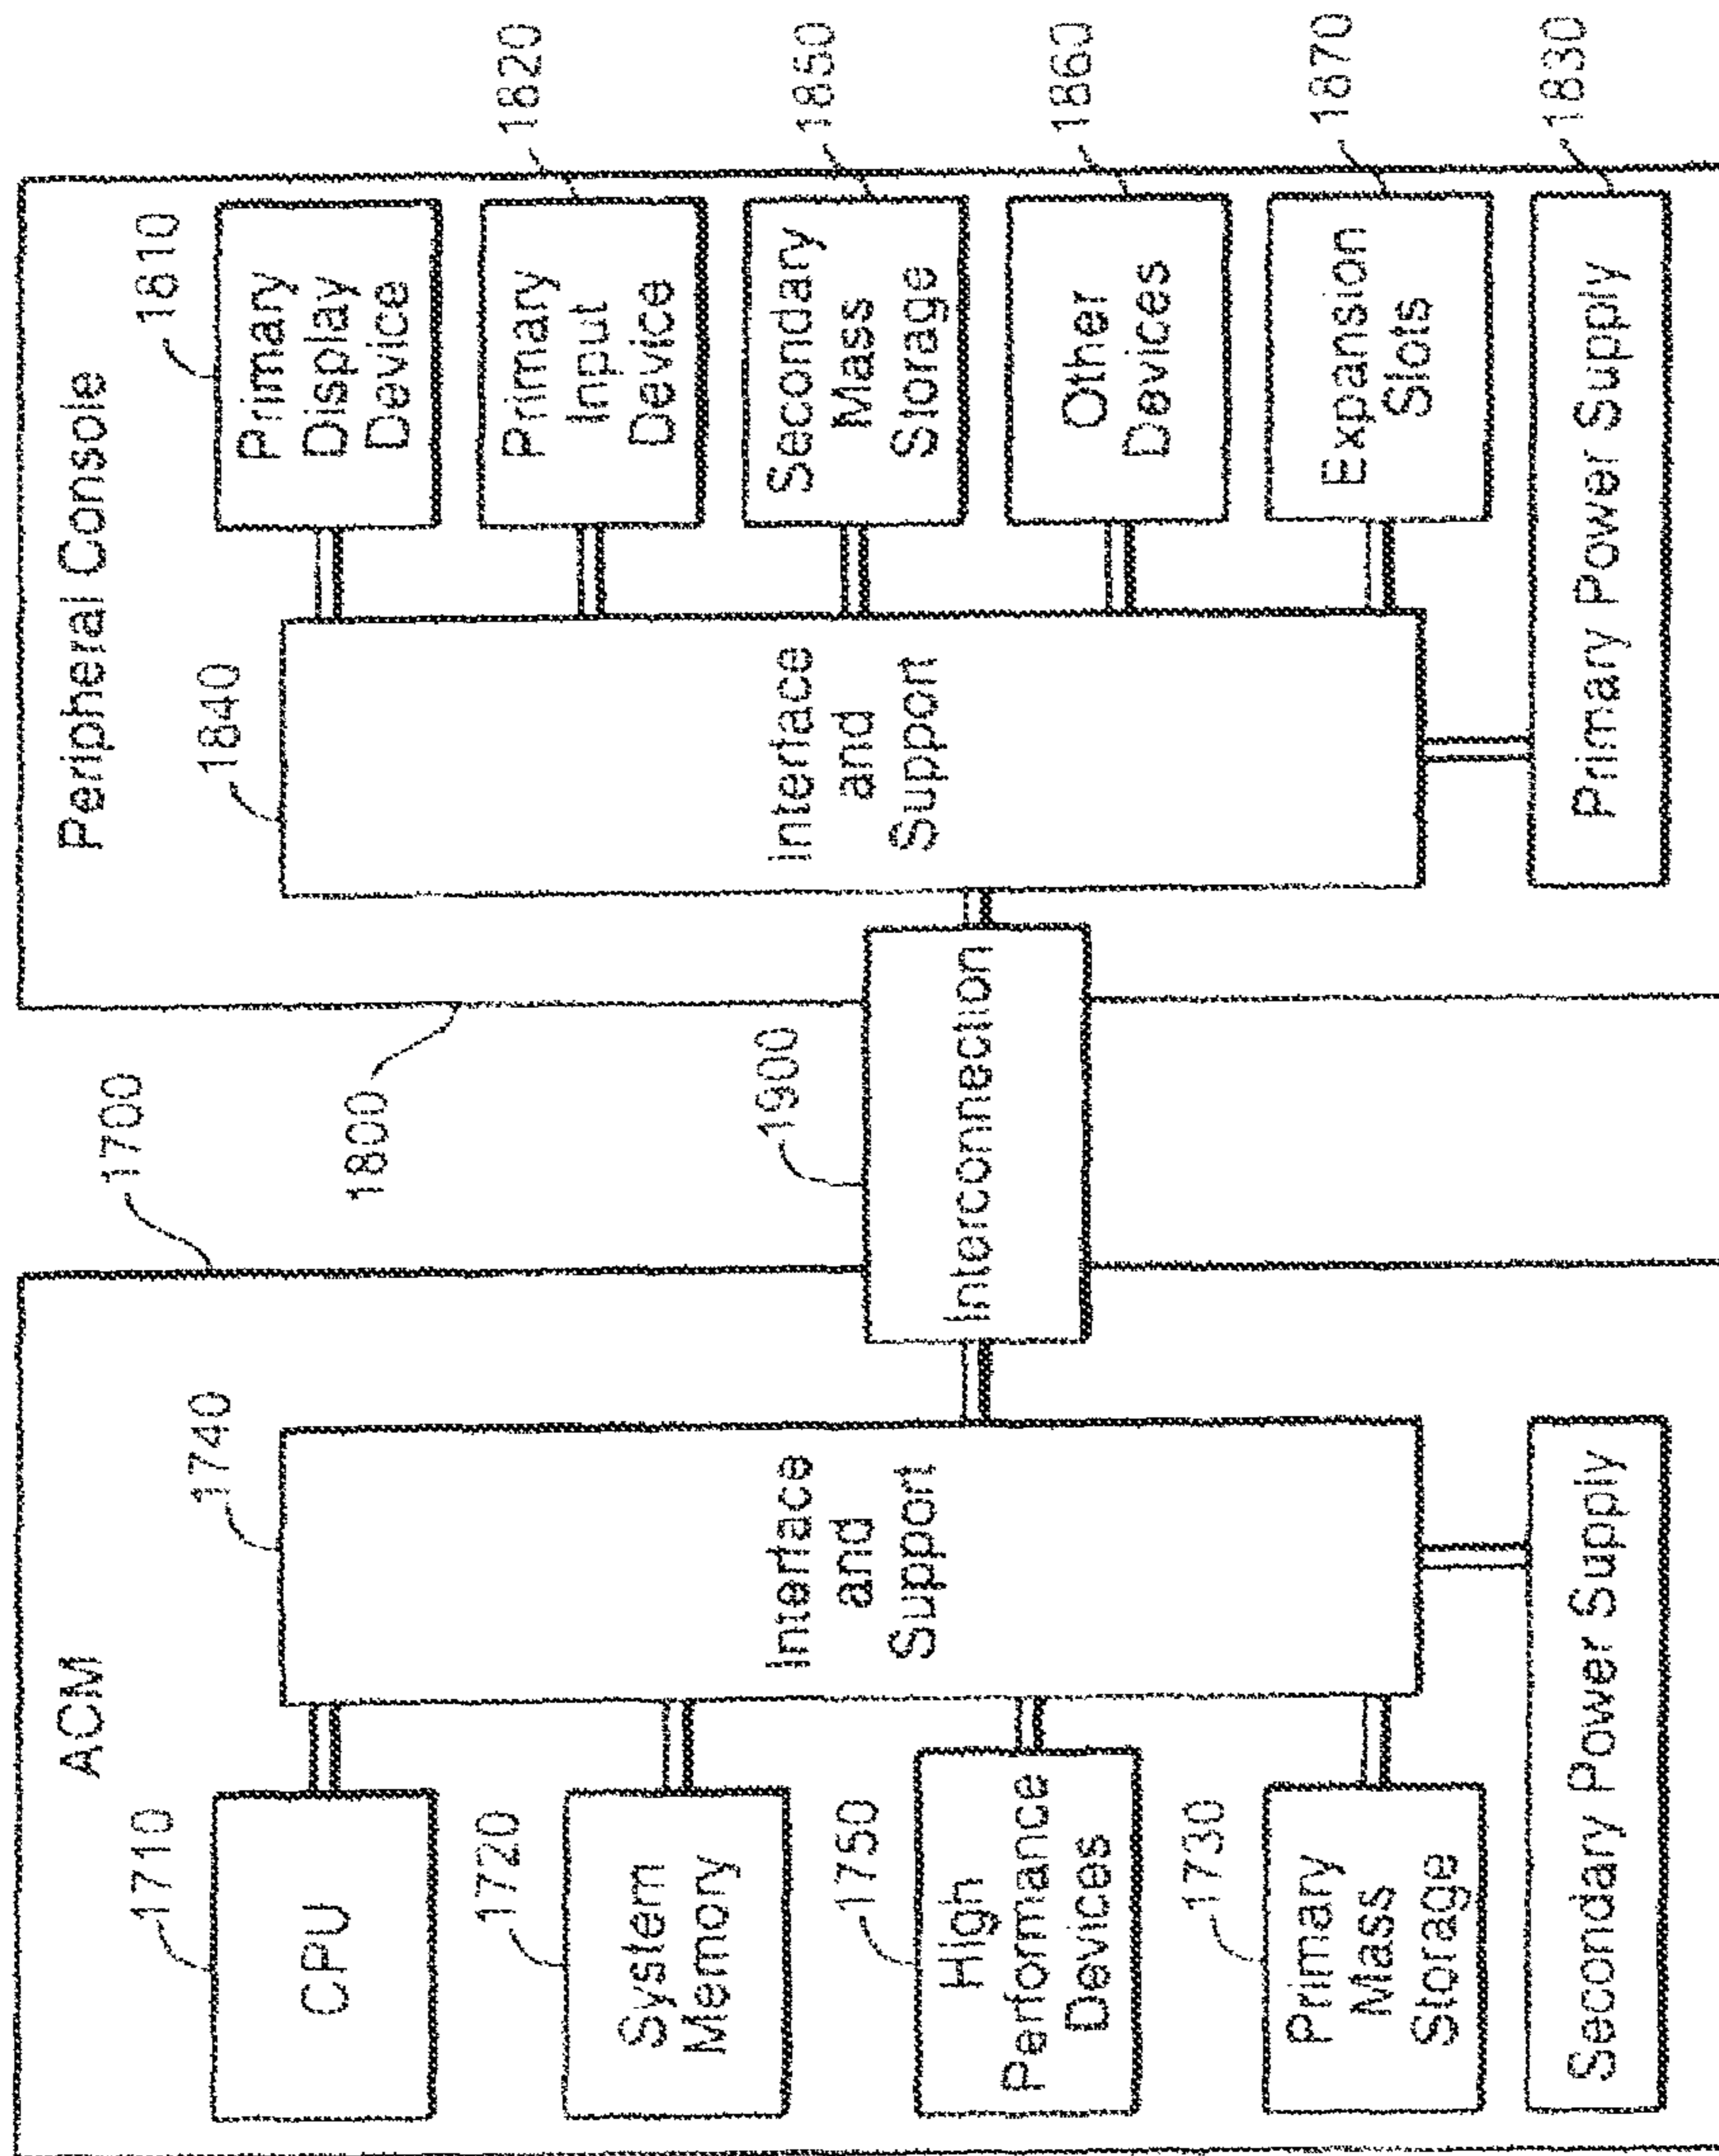 ACM
1700
1710
CPU
1720
System
Memory
1750
High
Performance
Devices
1730
Primary
Mass
Storage
1740
Interface
and
Support
Secondary Power Supply
1900
Interconnection
Peripheral Console
1800
1840
Interface
and
Support
1810
Primary
Display
Device
Primary
Input
Device
1820
Secondary
Mass
Storage
1850
Other
Devices
1860
Expansion
Slots
1870
Primary Power Supply
1830